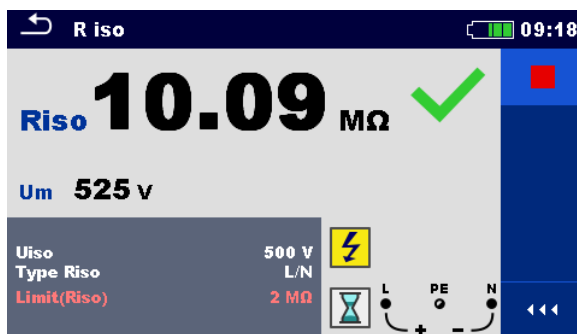 R iso 09:18
Riso 10.09 MΩ
Um 525 V
Uiso 500 V
Type Riso L/N
Limit(Riso) 2 MΩ
L PE N
+ -